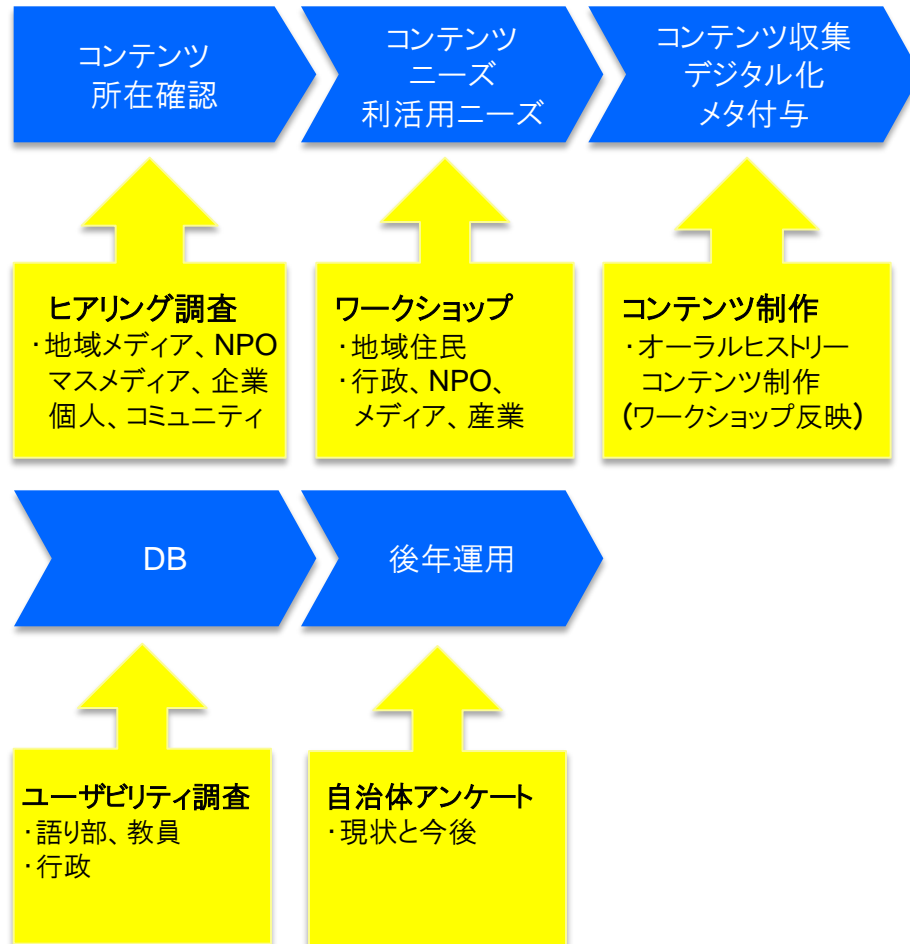 コンテンツ
所在確認
コンテンツ
ニーズ
利活用ニーズ
コンテンツ収集
デジタル化
メタ付与
ヒアリング調査
・地域メディア、NPO
マスメディア、企業
個人、コミュニティ
ワークショップ
・地域住民
・行政、NPO、
メディア、産業
コンテンツ制作
・オーラルヒストリー
コンテンツ制作
(ワークショップ反映)
DB
後年運用
ユーザビリティ調査
・語り部、教員
・行政
自治体アンケート
・現状と今後